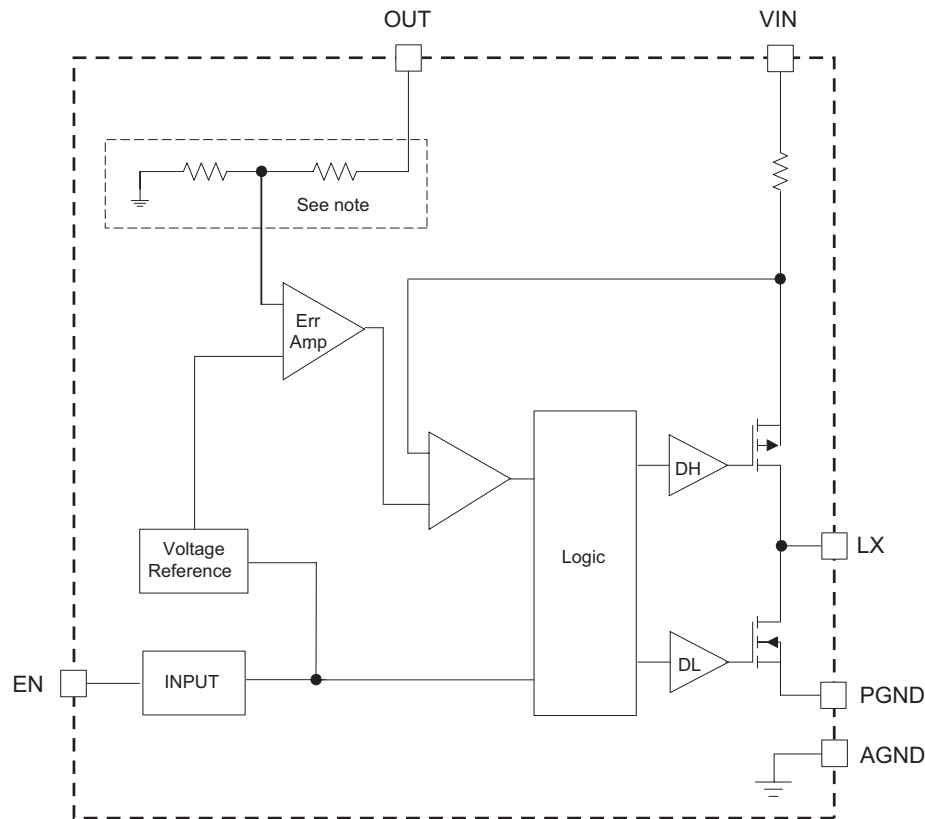 OUT
VIN
See note
Err
Amp
DH
LX
Voltage
Reference
Logic
EN
INPUT
DL
PGND
AGND